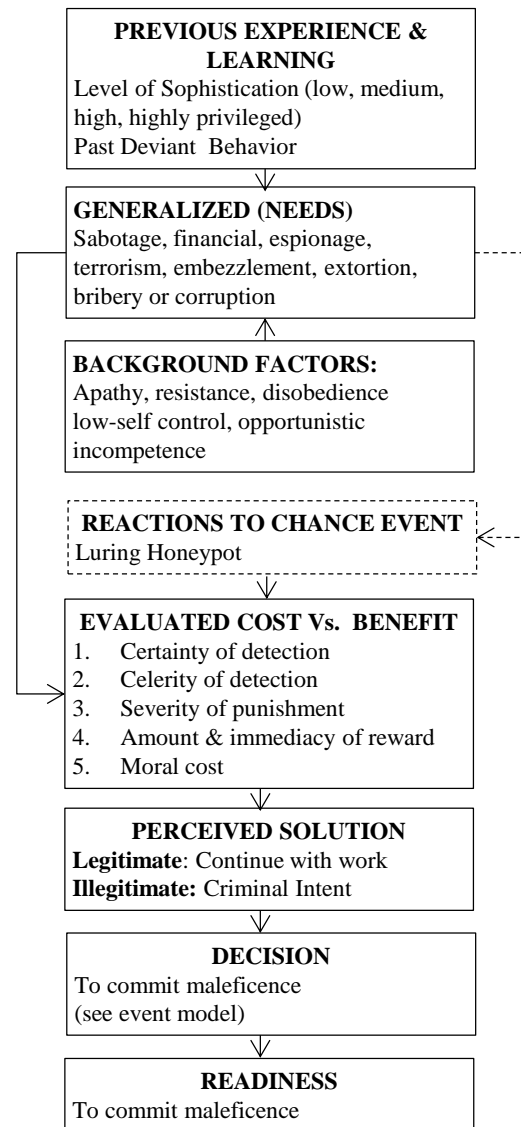 PREVIOUS EXPERIENCE &
LEARNING
Level of Sophistication (low, medium,
high, highly privileged)
Past Deviant Behavior
GENERALIZED (NEEDS)
Sabotage, financial, espionage,
terrorism, embezzlement, extortion,
bribery or corruption
BACKGROUND FACTORS:
Apathy, resistance, disobedience
low-self control, opportunistic
incompetence
REACTIONS TO CHANCE EVENT
Luring Honeypot
EVALUATED COST Vs. BENEFIT
1. Certainty of detection
2. Celerity of detection
3. Severity of punishment
4. Amount & immediacy of reward
5. Moral cost
PERCEIVED SOLUTION
Legitimate: Continue with work
Illegitimate: Criminal Intent
DECISION
To commit maleficence
(see event model)
READINESS
To commit maleficence